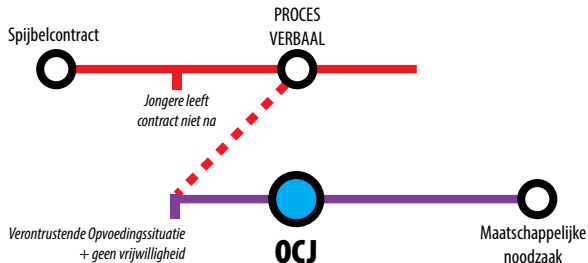 PROCES
VERBAAL
Spijbelcontract
Jongere leeft
contract niet na
Verontrustende Opvoedingssituatie
+ geen vrijwilligheid
OCJ
Maatschappelijke
noodzaak